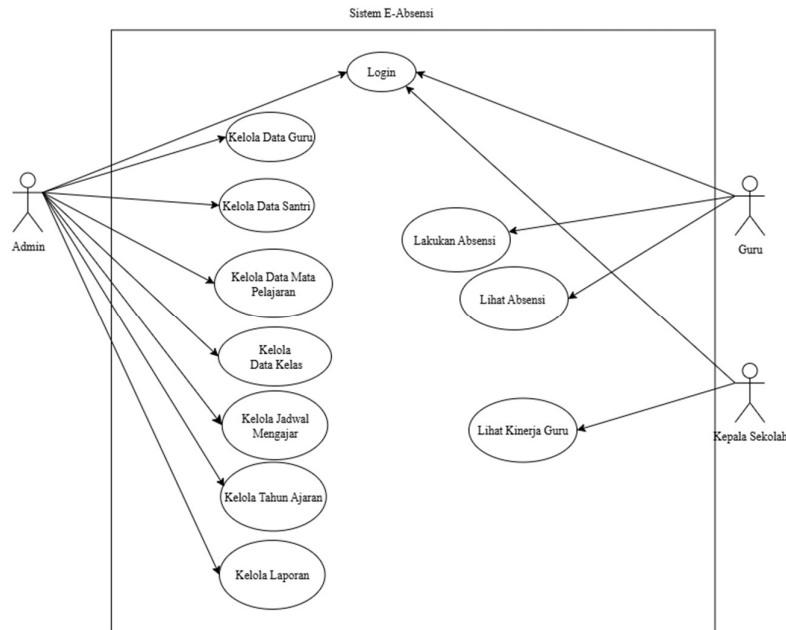 Sistem E-Absensi
Login
Kelola Data Guru
Kelola Data Santri
Kelola Data Mata
Pelajaran
Kelola
Data Kelas
Kelola Jadwal
Mengajar
Kelola Tahun Ajaran
Kelola Laporan
Admin
Lakukan Absensi
Lihat Absensi
Lihat Kinerja Guru
Guru
Kepala Sekolah